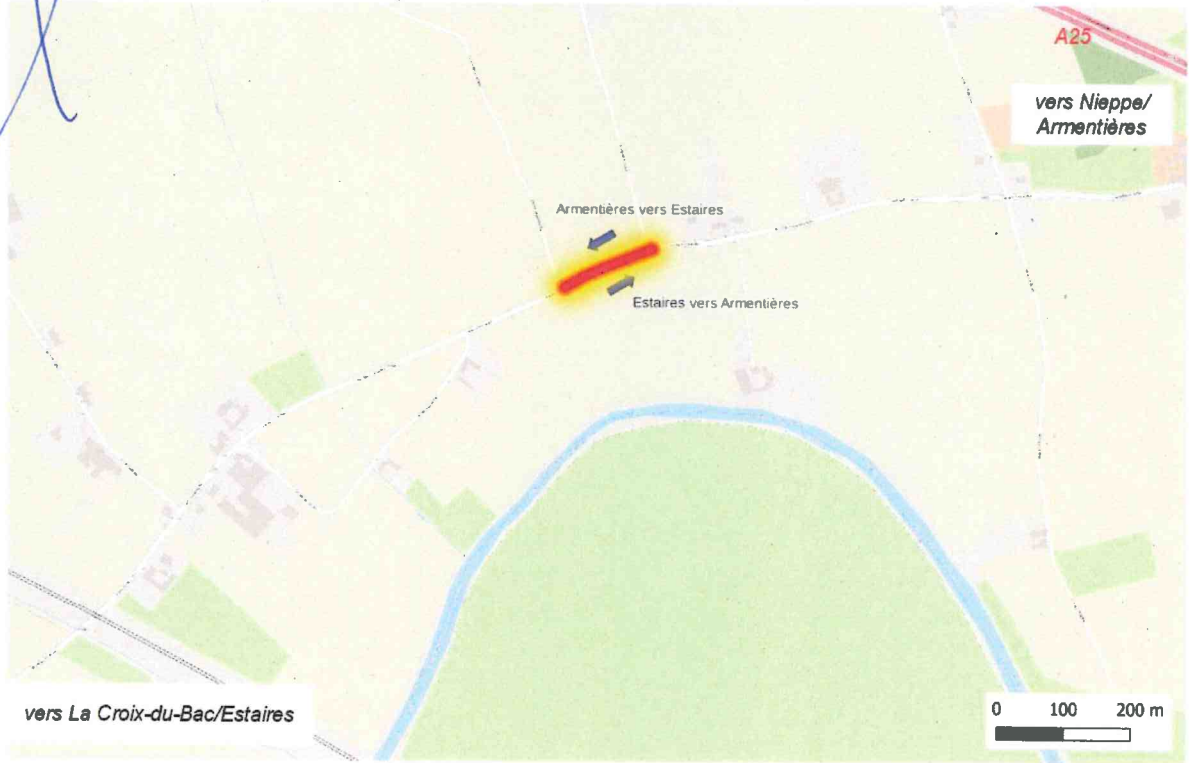 A25
vers Nieppe/
Armentières
Armentières vers Estaires
Estaires vers Armentières
vers La Croix-du-Bac/Estaires
0 100 200 m